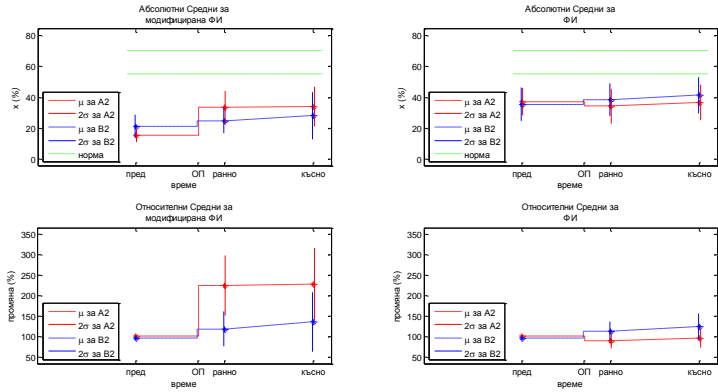 Абсолютни Средни за
модифицирана ФИ
80
60
40
20
0
x (%)
μ за A2
2σ за A2
μ за B2
2σ за B2
норма
пред
ОП
ранно
късно
време
Абсолютни Средни за
ФИ
80
60
40
20
0
x (%)
μ за A2
2σ за A2
μ за B2
2σ за B2
норма
пред
ОП
ранно
късно
време
Относителни Средни за
модифицирана ФИ
350
300
250
200
150
100
50
промяна (%)
μ за A2
2σ за A2
μ за B2
2σ за B2
пред
ОП
ранно
късно
време
Относителни Средни за
ФИ
350
300
250
200
150
100
50
промяна (%)
μ за A2
2σ за A2
μ за B2
2σ за B2
пред
ОП
ранно
късно
време